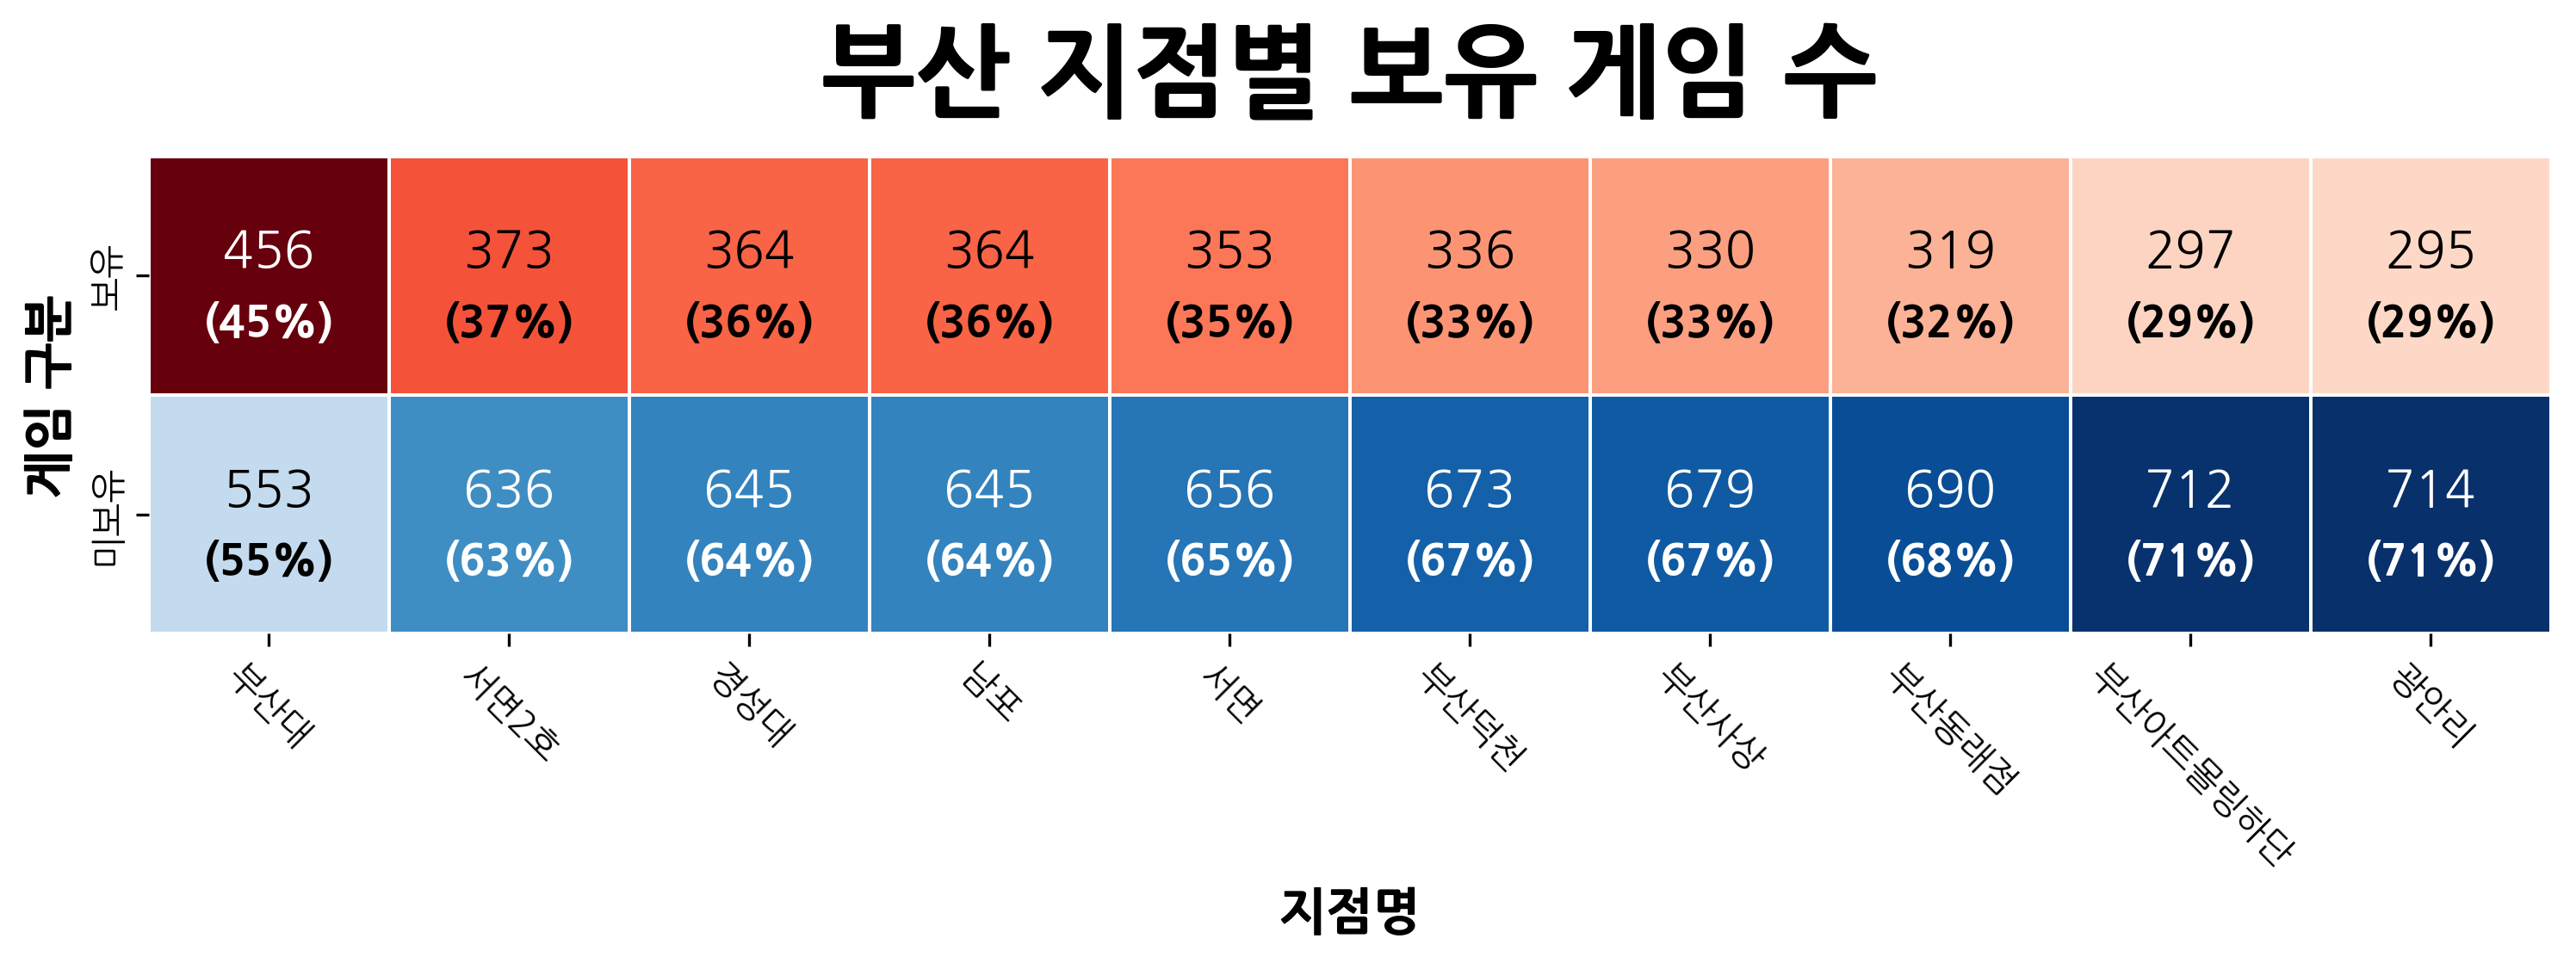 부산 지점별 보유 게임 수
게임 구분
보유
456 373 364 364 353 336 330 319 297 295
(45%) (37%) (36%) (36%) (35%) (33%) (33%) (32%) (29%) (29%)
미보유
553 636 645 645 656 673 679 690 712 714
(55%) (63%) (64%) (64%) (65%) (67%) (67%) (68%) (71%) (71%)
부산대 서면2호 경성대 남포 서면 부산덕천 부산사상 부산동래점 부산아트몰링하단 광안리
지점명